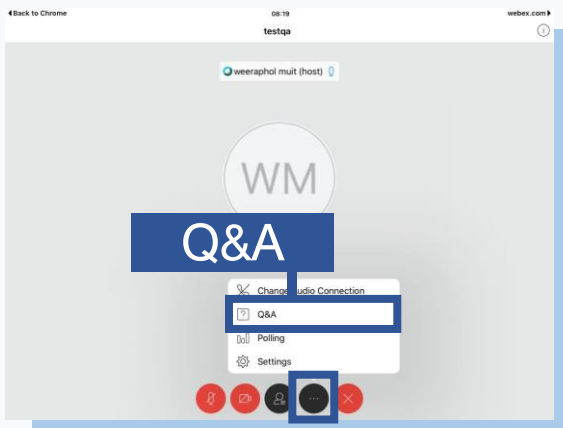 Back to Chrome
08:19
webex.com
testqa
weeraphol muit (host)
WM
Q&A
Change Audio Connection
Q&A
Polling
Settings